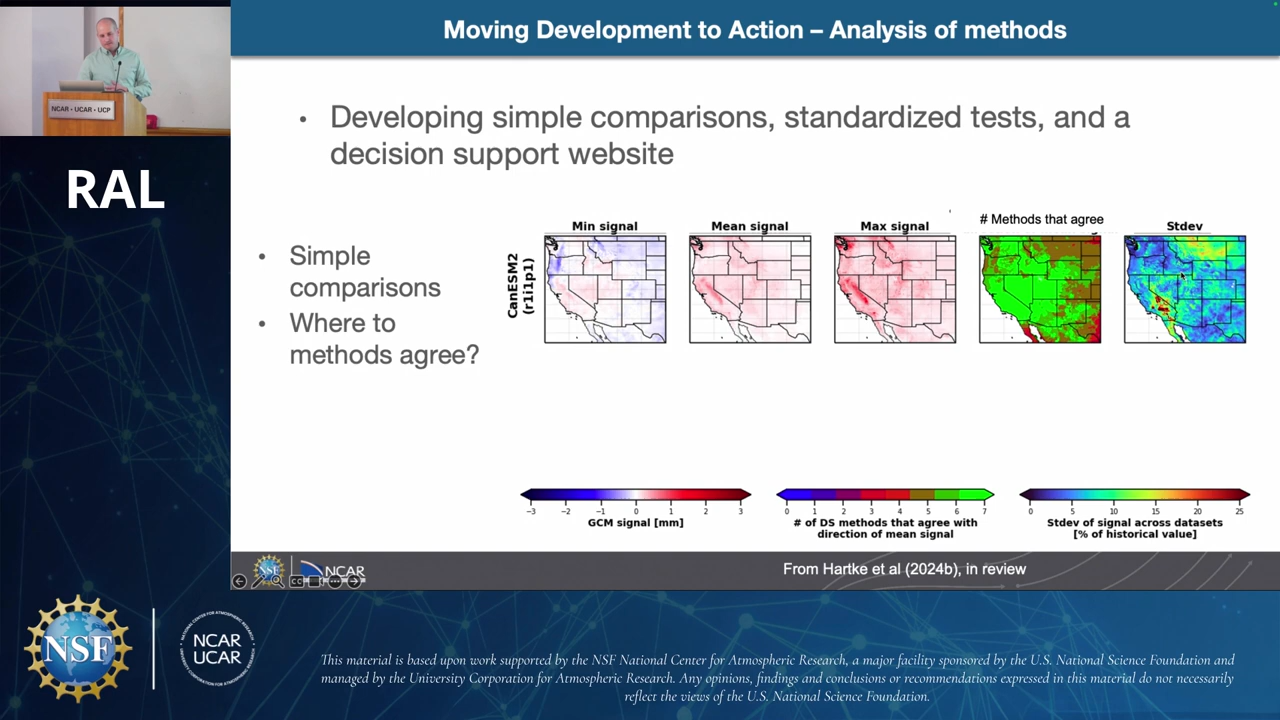 Moving Development to Action – Analysis of methods
NCAR • UCAR • UCP
RAL
• Developing simple comparisons, standardized tests, and a
decision support website
• Simple
comparisons
• Where to
methods agree?
Min signal
Mean signal
Max signal
# Methods that agree
Stdev
CanESM2
(r1i1p1)
−3 −2 −1 0 1 2 3
GCM signal [mm]
0 1 2 3 4 5 6 7
# of DS methods that agree with
direction of mean signal
0 5 10 15 20 25
Stdev of signal across datasets
[% of historical value]
NSF
NCAR
CC
From Hartke et al (2024b), in review
NSF
NCAR
UCAR
This material is based upon work supported by the NSF National Center for Atmospheric Research, a major facility sponsored by the U.S. National Science Foundation and
managed by the University Corporation for Atmospheric Research. Any opinions, findings and conclusions or recommendations expressed in this material do not necessarily
reflect the views of the U.S. National Science Foundation.